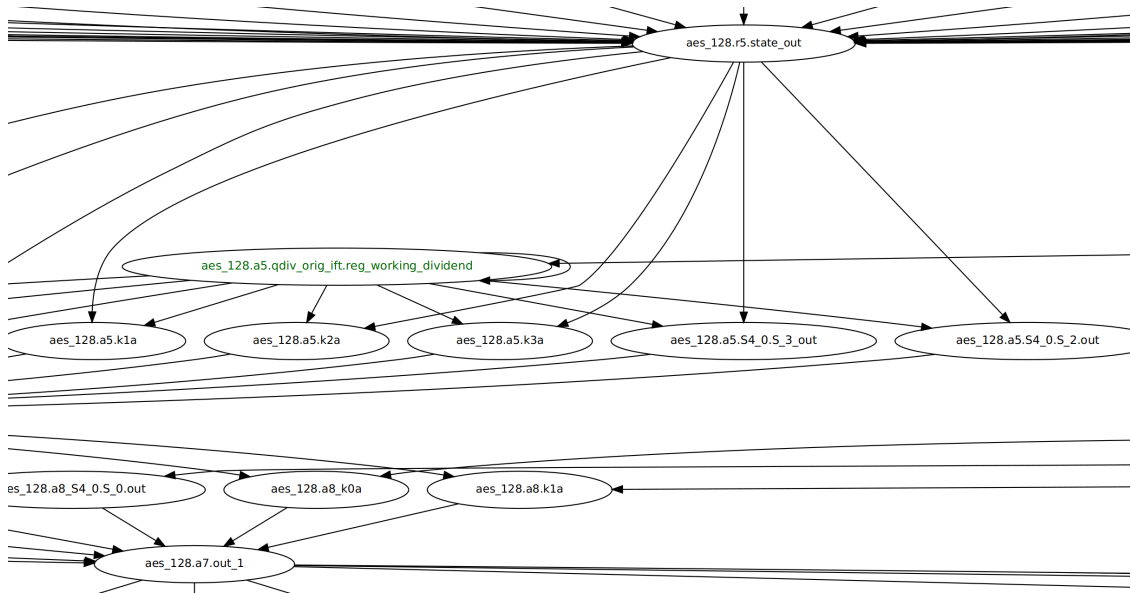 aes_128.r5.state_out
aes_128.a5.qdiv_orig_ift.reg_working_dividend
aes_128.a5.k1a
aes_128.a5.k2a
aes_128.a5.k3a
aes_128.a5.S4_0.S_3_out
aes_128.a5.S4_0.S_2.out
es_128.a8_S4_0.S_0.out
aes_128.a8_k0a
aes_128.a8.k1a
aes_128.a7.out_1